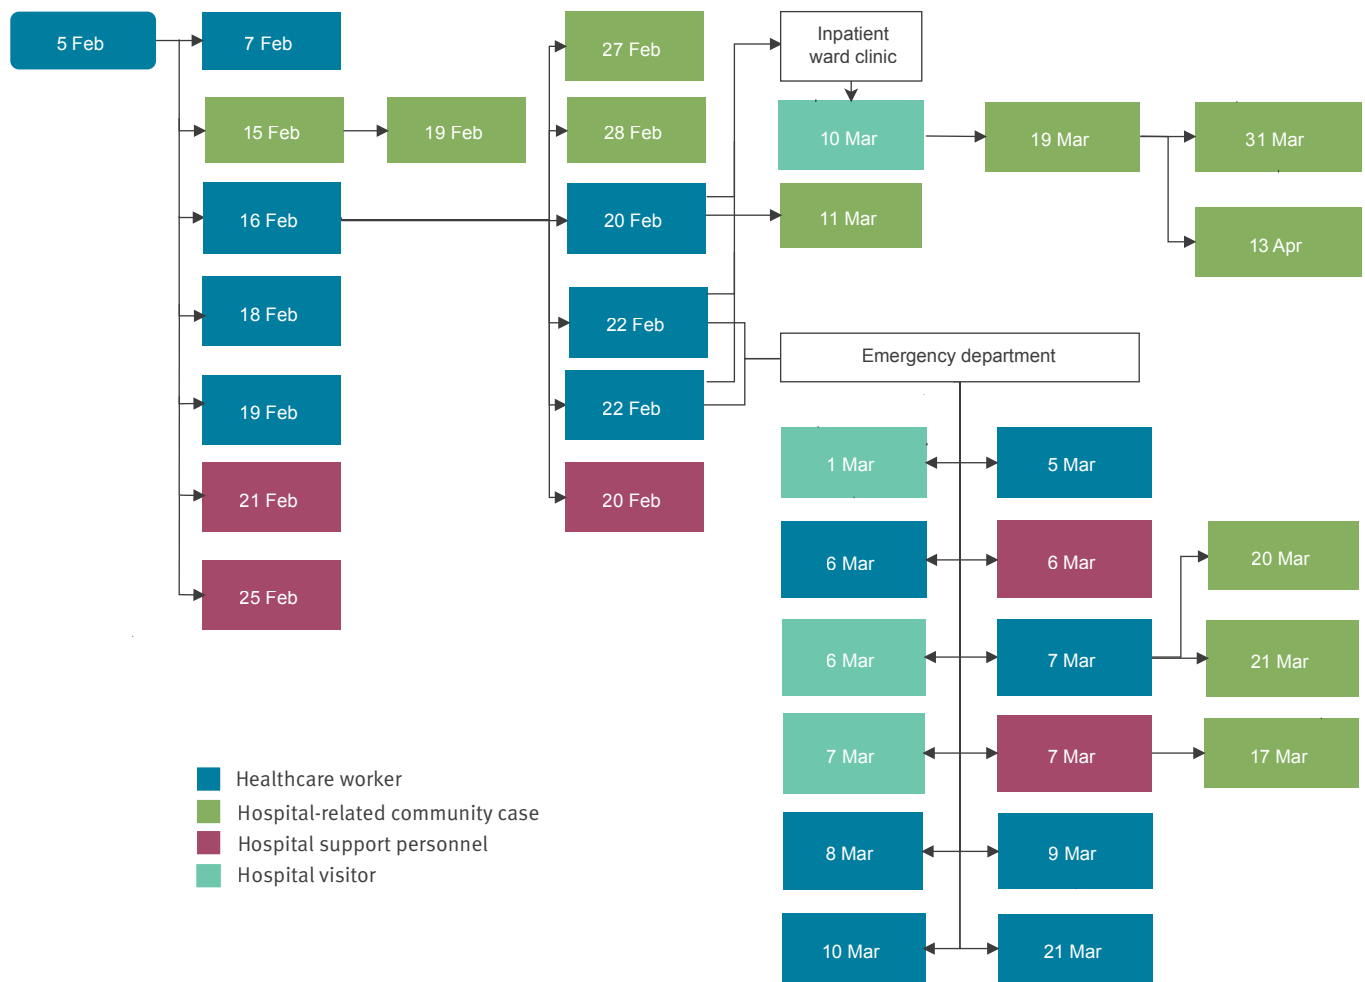 5 Feb
7 Feb
15 Feb
19 Feb
16 Feb
18 Feb
19 Feb
21 Feb
25 Feb
27 Feb
28 Feb
20 Feb
22 Feb
22 Feb
20 Feb
Inpatient
ward clinic
10 Mar
19 Mar
31 Mar
11 Mar
13 Apr
Emergency department
1 Mar
5 Mar
6 Mar
6 Mar
20 Mar
6 Mar
7 Mar
21 Mar
7 Mar
7 Mar
17 Mar
8 Mar
9 Mar
10 Mar
21 Mar
Healthcare worker
Hospital-related community case
Hospital support personnel
Hospital visitor